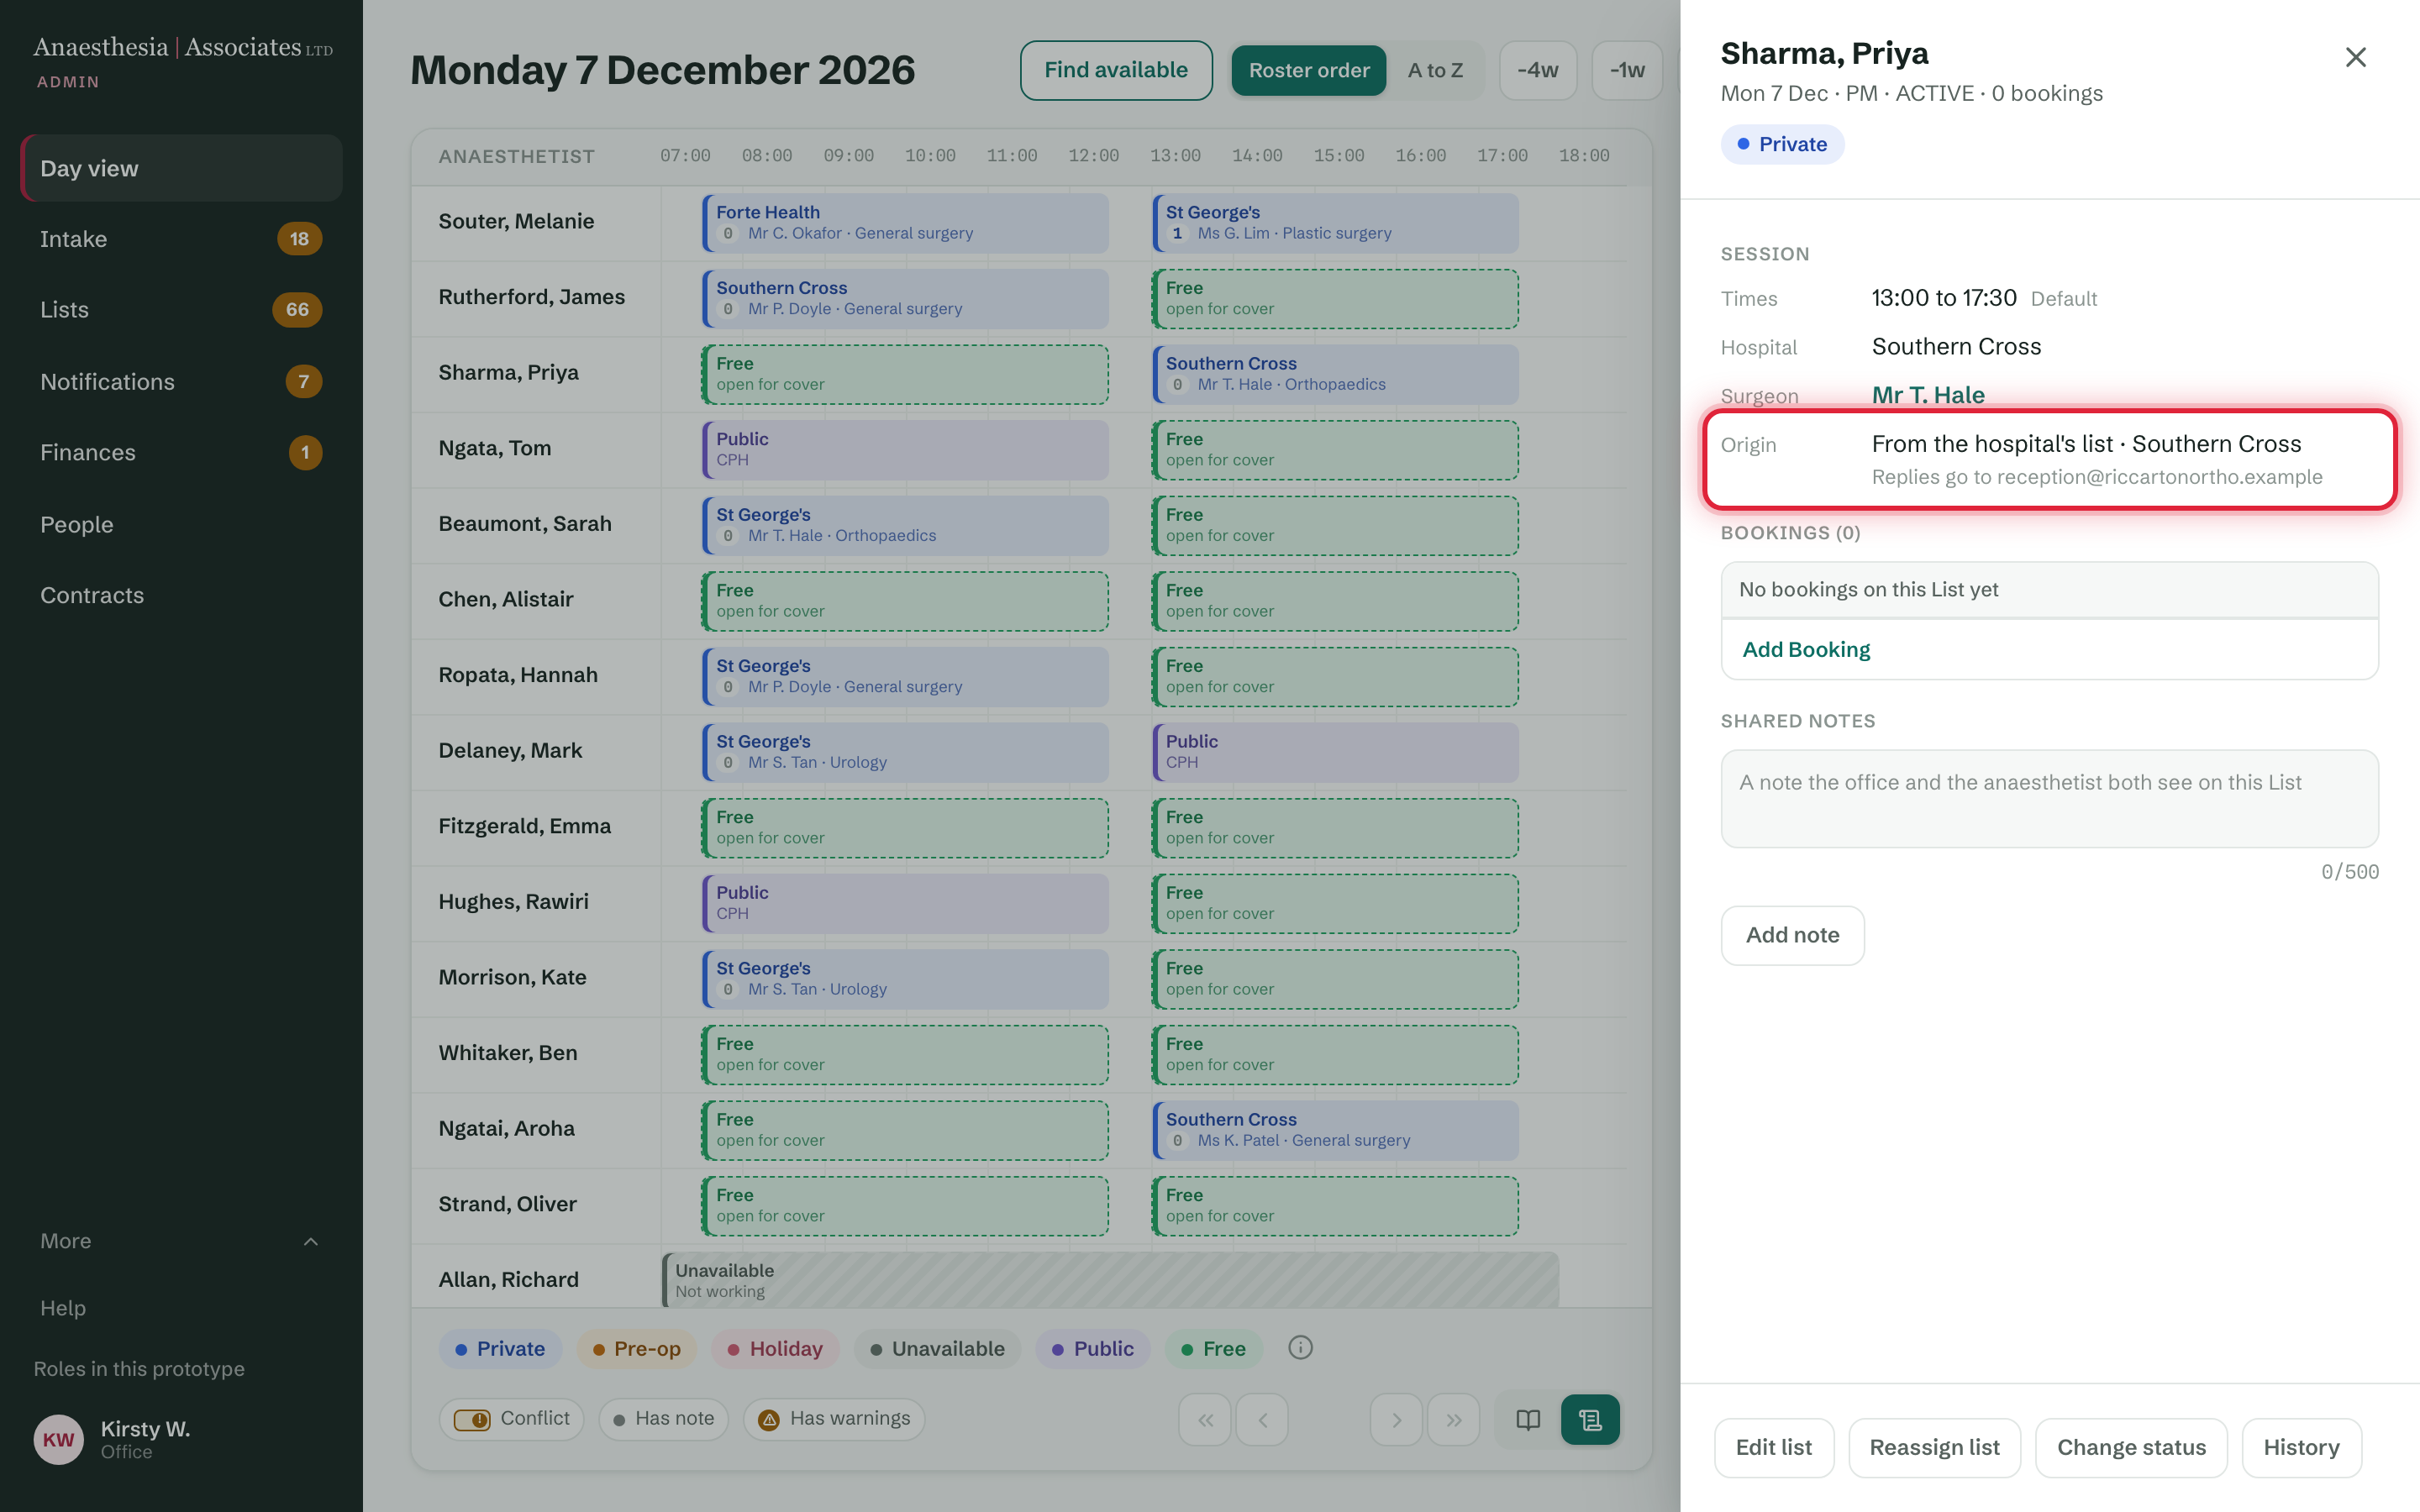 Anaesthesia | Associates LTD
ADMIN
Day view
Intake 18
Lists 66
Notifications 7
Finances 1
People
Contracts
More
Help
Roles in this prototype
KW
Kirsty W.
Office
Monday 7 December 2026
Find available
Roster order
A to Z
-4w
-1w
ANAESTHETIST 07:00 08:00 09:00 10:00 11:00 12:00 13:00 14:00 15:00 16:00 17:00 18:00
Souter, Melanie
Forte Health
0 Mr C. Okafor · General surgery
St George's
1 Ms G. Lim · Plastic surgery
Rutherford, James
Southern Cross
0 Mr P. Doyle · General surgery
Free
open for cover
Sharma, Priya
Free
open for cover
Southern Cross
0 Mr T. Hale · Orthopaedics
Ngata, Tom
Public
CPH
Free
open for cover
Beaumont, Sarah
St George's
0 Mr T. Hale · Orthopaedics
Free
open for cover
Chen, Alistair
Free
open for cover
Free
open for cover
Ropata, Hannah
St George's
0 Mr P. Doyle · General surgery
Free
open for cover
Delaney, Mark
St George's
0 Mr S. Tan · Urology
Public
CPH
Fitzgerald, Emma
Free
open for cover
Free
open for cover
Hughes, Rawiri
Public
CPH
Free
open for cover
Morrison, Kate
St George's
0 Mr S. Tan · Urology
Free
open for cover
Whitaker, Ben
Free
open for cover
Free
open for cover
Ngatai, Aroha
Free
open for cover
Southern Cross
0 Ms K. Patel · General surgery
Strand, Oliver
Free
open for cover
Free
open for cover
Allan, Richard
Unavailable
Not working
Private
Pre-op
Holiday
Unavailable
Public
Free
Conflict
Has note
Has warnings
Sharma, Priya
Mon 7 Dec · PM · ACTIVE · 0 bookings
Private
SESSION
Times 13:00 to 17:30 Default
Hospital Southern Cross
Surgeon Mr T. Hale
Origin From the hospital's list · Southern Cross
Replies go to reception@riccartonortho.example
BOOKINGS (0)
No bookings on this List yet
Add Booking
SHARED NOTES
A note the office and the anaesthetist both see on this List
0/500
Add note
Edit list
Reassign list
Change status
History